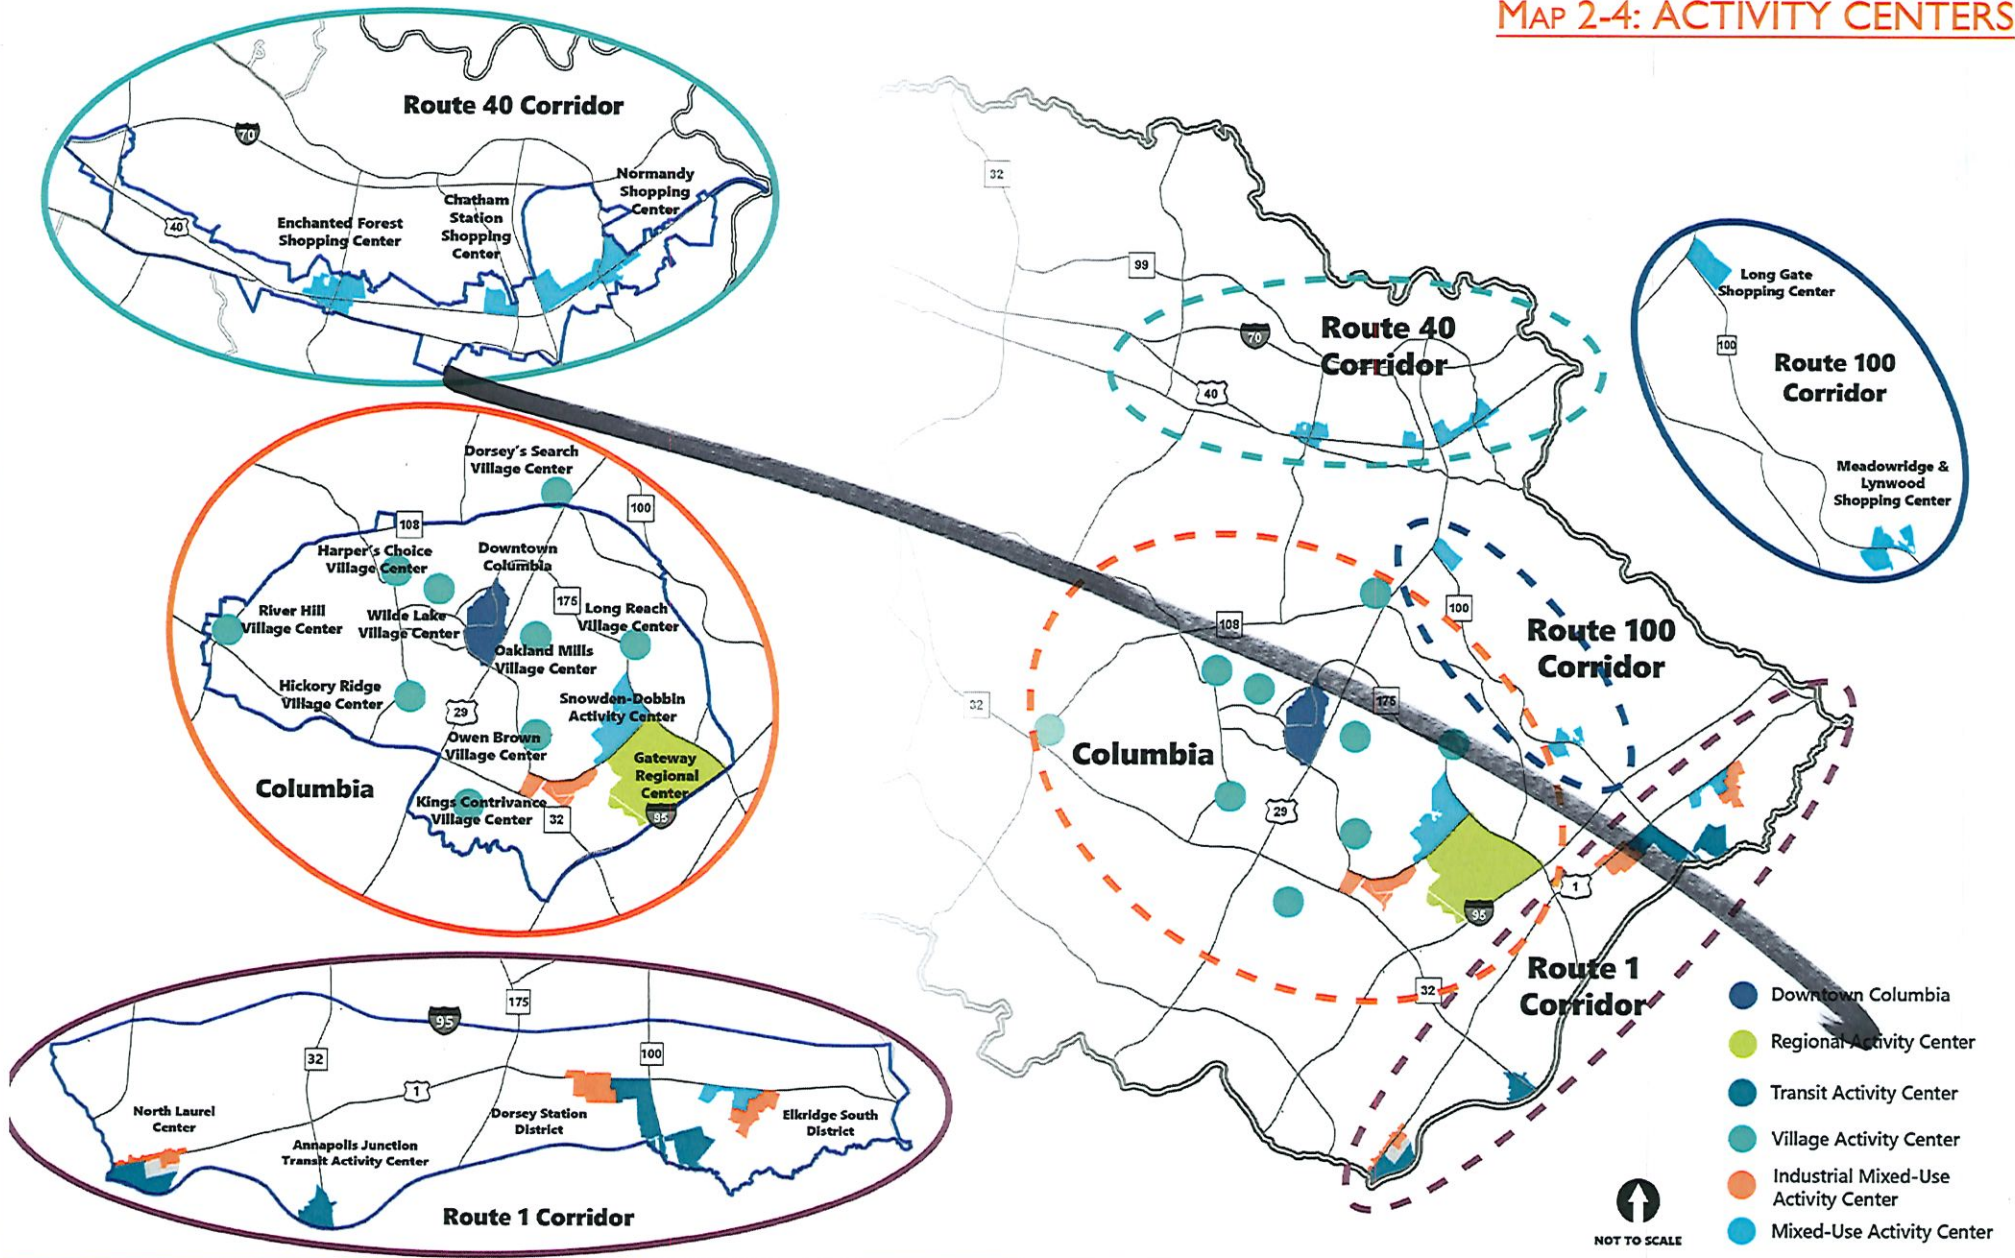 MAP 2-4: ACTIVITY CENTERS
Route 40 Corridor
70
40
Enchanted Forest
Shopping Center
Chatham
Station
Shopping
Center
Normandy
Shopping
Center
Dorsey's Search
Village Center
108
100
Harper's Choice
Village Center
Downtown
Columbia
175
River Hill
Village Center
Wilde Lake
Village Center
Long Reach
Village Center
Oakland Mills
Village Center
Hickory Ridge
Village Center
29
Snowden-Dobbin
Activity Center
Owen Brown
Village Center
Gateway
Regional
Center
Columbia
Kings Contrivance
Village Center
32
95
175
95
32
100
1
North Laurel
Center
Annapolis Junction
Transit Activity Center
Dorsey Station
District
Elkridge South
District
Route 1 Corridor
32
99
70
Route 40
Corridor
40
Long Gate
Shopping Center
100
Route 100
Corridor
Meadowridge &
Lynwood
Shopping Center
108
100
Route 100
Corridor
32
175
Columbia
29
1
95
32
Route 1
Corridor
Downtown Columbia
Regional Activity Center
Transit Activity Center
Village Activity Center
Industrial Mixed-Use
Activity Center
Mixed-Use Activity Center
NOT TO SCALE